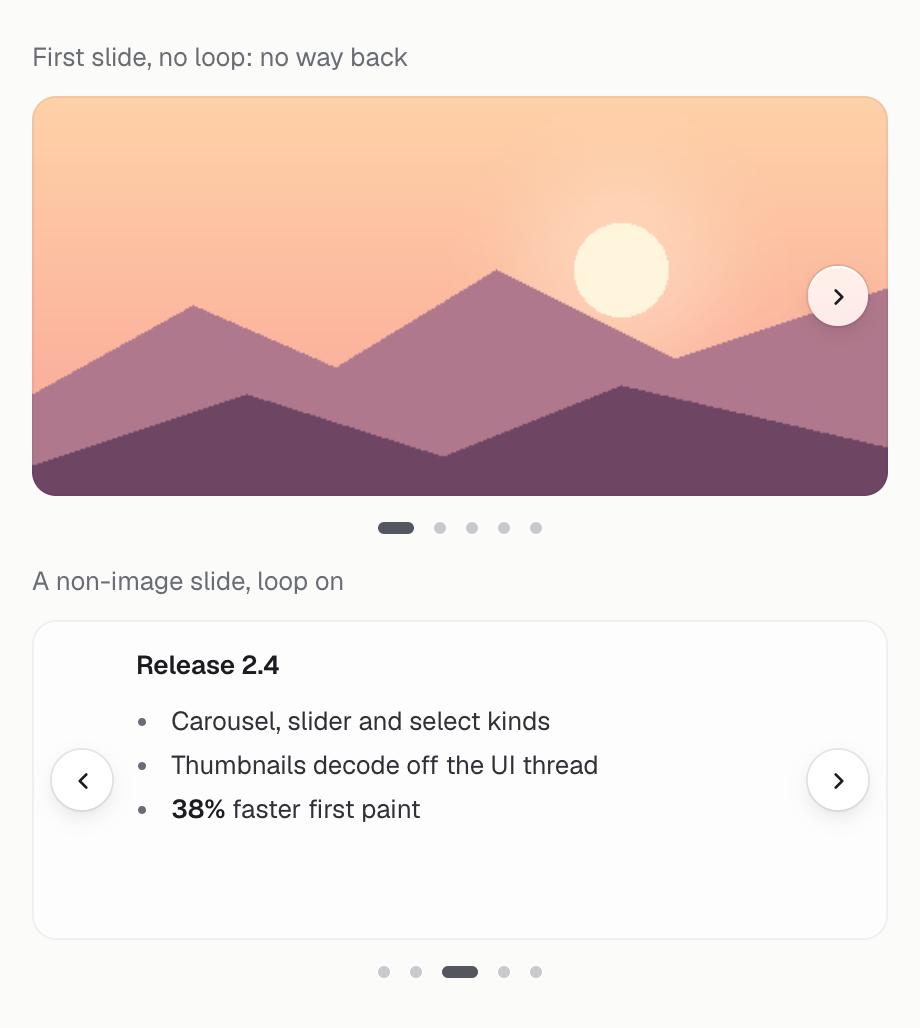 First slide, no loop: no way back
A non-image slide, loop on
Release 2.4
• Carousel, slider and select kinds
• Thumbnails decode off the UI thread
• 38% faster first paint